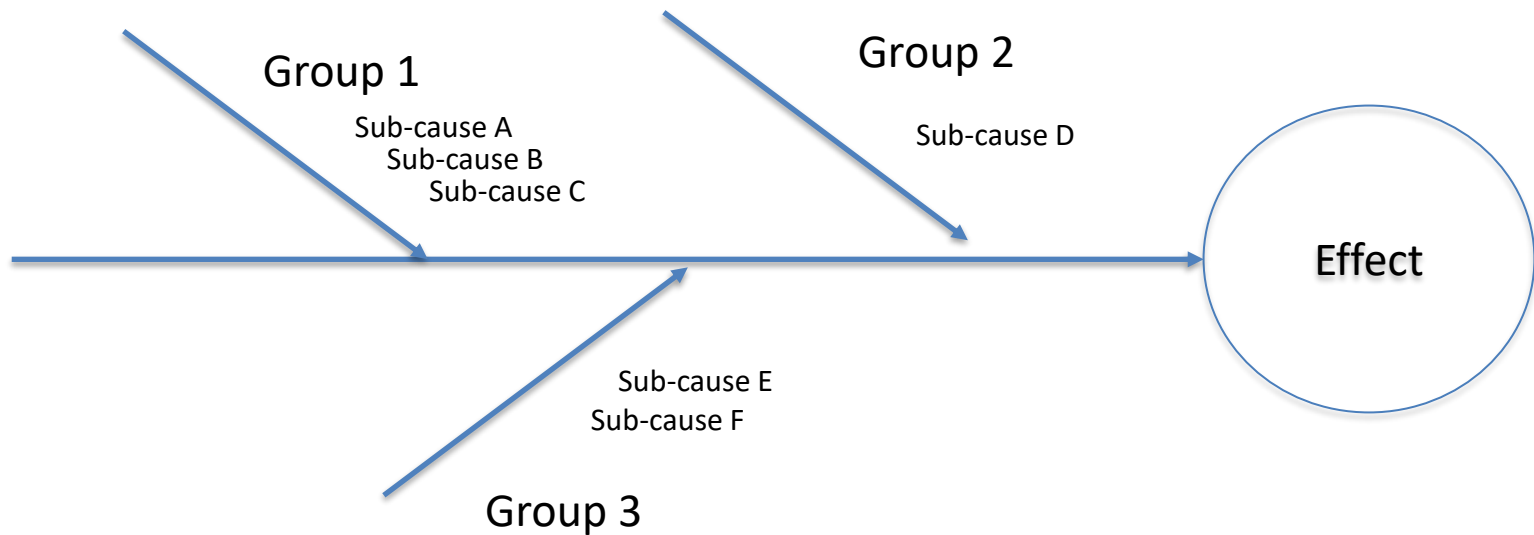 Group 1
Sub-cause A
Sub-cause B
Sub-cause C
Group 2
Sub-cause D
Effect
Sub-cause E
Sub-cause F
Group 3